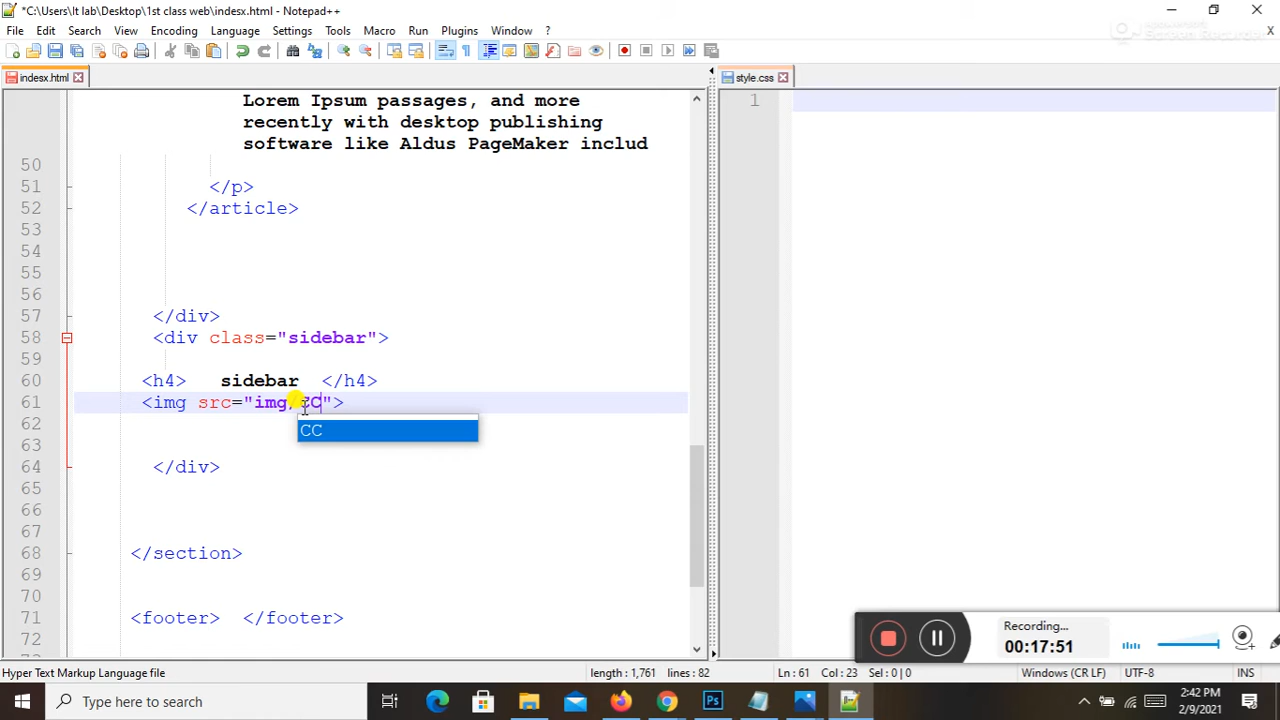 *C:\Users\It lab\Desktop\1st class web\indesx.html - Notepad++
File Edit Search View Encoding Language Settings Tools Macro Run Plugins Window ?
X
indesx.html
style.css
Lorem Ipsum passages, and more
recently with desktop publishing
software like Aldus PageMaker includ
1
50
51 </p>
52 </article>
53
54
55
56
57 </div>
58 <div class="sidebar">
59
60 <h4> sidebar </h4>
61 <img src="img/CC">
CC
62
63
64 </div>
65
66
67
68 </section>
69
70
71 <footer> </footer>
72
Recording...
00:17:51
Hyper Text Markup Language file
length : 1,761 lines : 82
Ln : 61 Col : 23 Sel : 0 | 0
Windows (CR LF)
UTF-8
INS
Type here to search
Ps
2:42 PM
2/9/2021